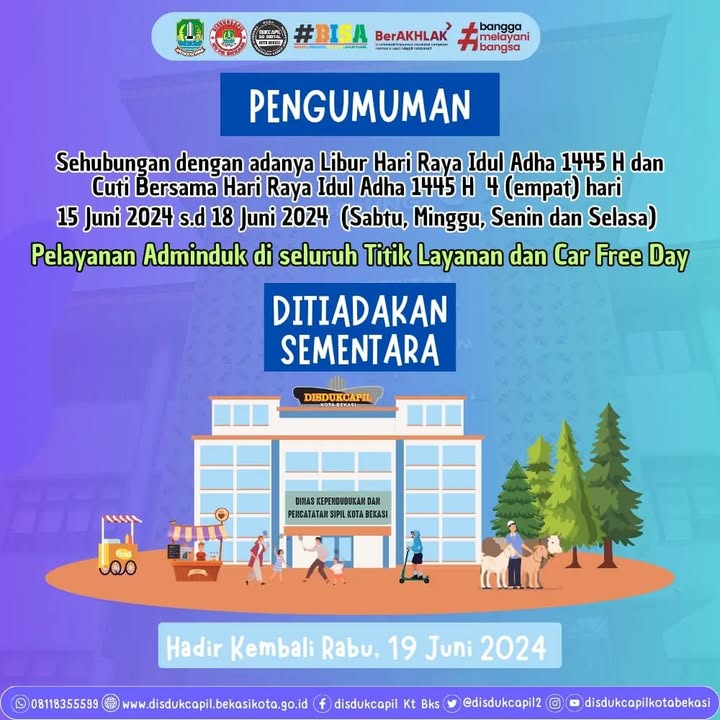 #BISA
BerAKHLAK
#bangga
melayani
bangsa
PENGUMUMAN
Sehubungan dengan adanya Libur Hari Raya Idul Adha 1445 H dan
Cuti Bersama Hari Raya Idul Adha 1445 H 4 (empat) hari
15 Juni 2024 s.d 18 Juni 2024 (Sabtu, Minggu, Senin dan Selasa)
Pelayanan Adminduk di seluruh Titik Layanan dan Car Free Day
DITIADAKAN
SEMENTARA
DISDUKCAPIL
KOTA BEKASI
DINAS KEPENDUDUKAN DAN
PENCATATAN SIPIL KOTA BEKASI
Hadir Kembali Rabu, 19 Juni 2024
08118355599 www.disdukcapil.bekasikota.go.id disdukcapil Kt Bks @disdukcapil2 disdukcapilkotabekasi